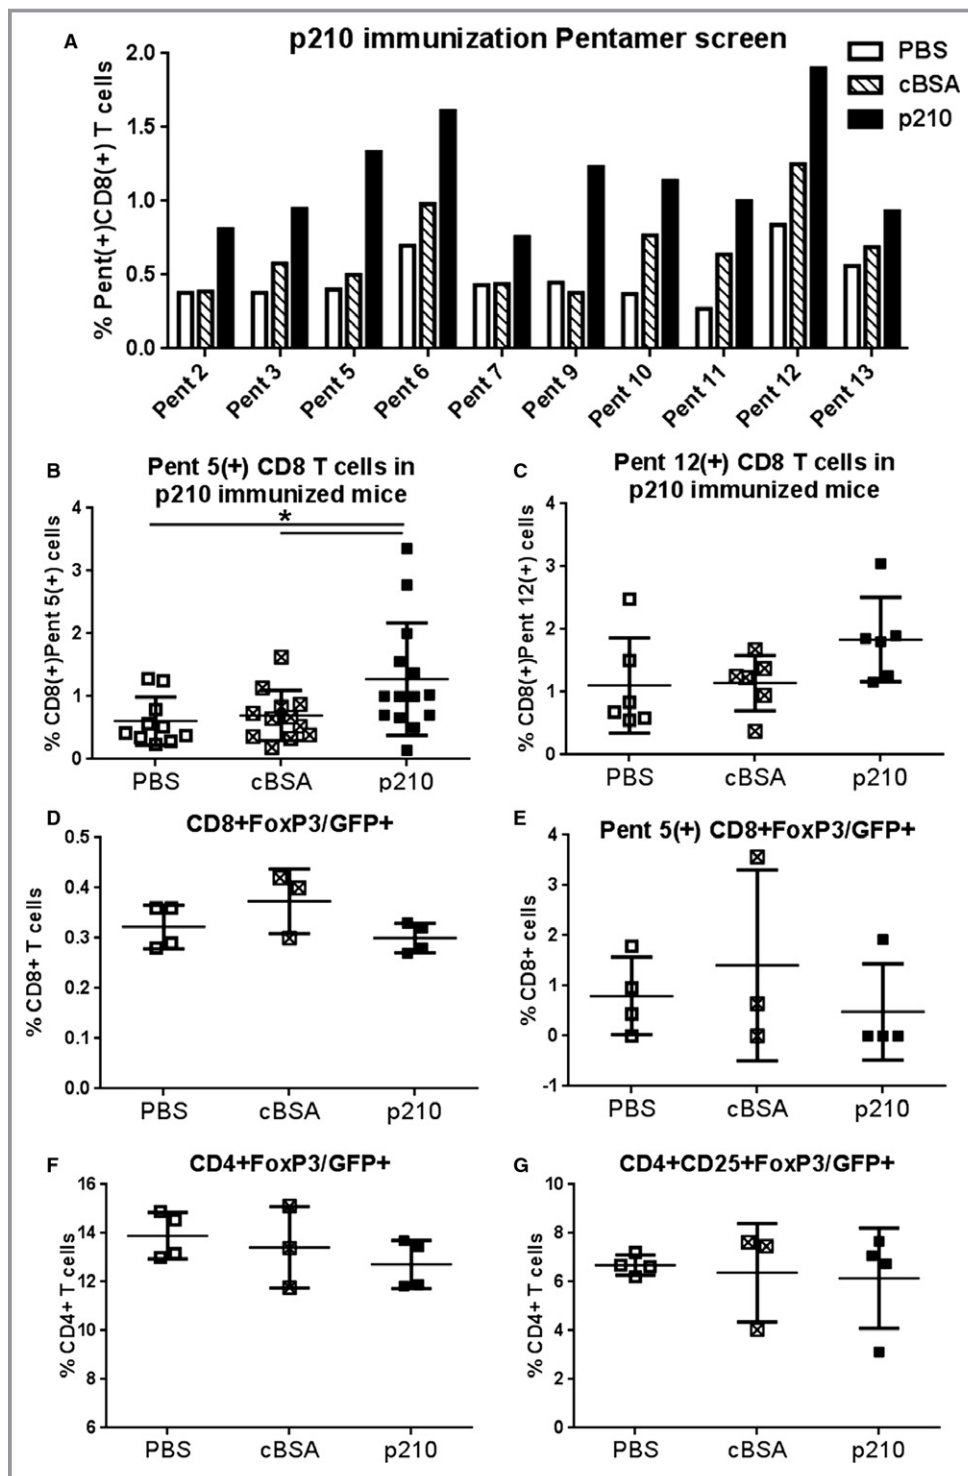 A
p210 immunization Pentamer screen
PBS
cBSA
p210
% Pent(+)CD8(+) T cells
2.0
1.5
1.0
0.5
0.0
Pent 2
Pent 3
Pent 5
Pent 6
Pent 7
Pent 9
Pent 10
Pent 11
Pent 12
Pent 13
B
Pent 5(+) CD8 T cells in
p210 immunized mice
% CD8(+)Pent 5(+) cells
4
3
2
1
0
*
PBS
cBSA
p210
C
Pent 12(+) CD8 T cells in
p210 immunized mice
% CD8(+)Pent 12(+) cells
4
3
2
1
0
PBS
cBSA
p210
D
CD8+FoxP3/GFP+
% CD8+ T cells
0.5
0.4
0.3
0.2
0.1
0.0
PBS
cBSA
p210
E
Pent 5(+) CD8+FoxP3/GFP+
% CD8+ cells
4
3
2
1
0
-1
PBS
cBSA
p210
F
CD4+FoxP3/GFP+
% CD4+ T cells
16
14
12
10
8
6
PBS
cBSA
p210
G
CD4+CD25+FoxP3/GFP+
% CD4+ T cells
10
8
6
4
2
0
PBS
cBSA
p210